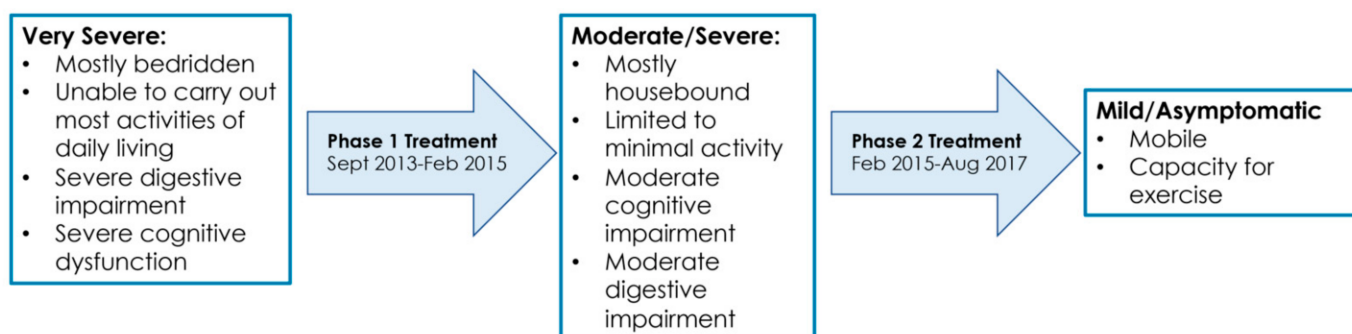 Very Severe:
• Mostly bedridden
• Unable to carry out
most activities of
daily living
• Severe digestive
impairment
• Severe cognitive
dysfunction
Phase 1 Treatment
Sept 2013-Feb 2015
Moderate/Severe:
• Mostly
housebound
• Limited to
minimal activity
• Moderate
cognitive
impairment
• Moderate
digestive
impairment
Phase 2 Treatment
Feb 2015-Aug 2017
Mild/Asymptomatic
• Mobile
• Capacity for
exercise